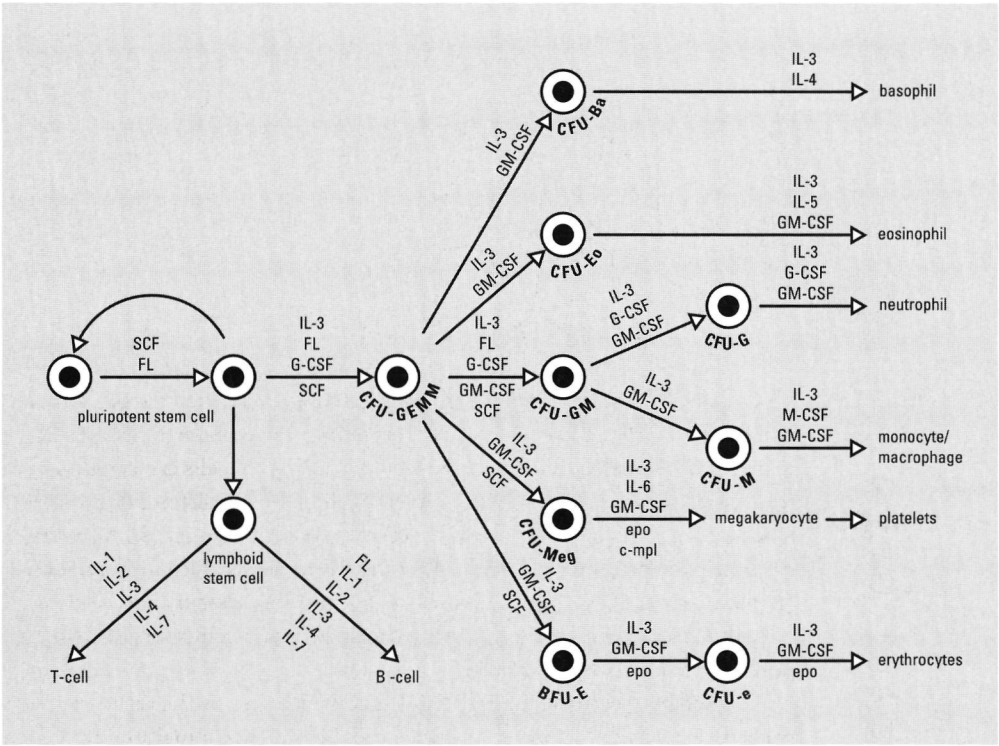 IL-3
IL-4
basophil
CFU-Ba
IL-3
GM-CSF
IL-3
IL-5
GM-CSF
eosinophil
CFU-Eo
IL-3
GM-CSF
IL-3
G-CSF
GM-CSF
neutrophil
IL-3
G-CSF
GM-CSF
CFU-G
SCF
FL
pluripotent stem cell
IL-3
FL
G-CSF
SCF
CFU-GEMM
IL-3
FL
G-CSF
GM-CSF
SCF
CFU-GM
IL-3
GM-CSF
CFU-M
IL-3
M-CSF
GM-CSF
monocyte/
macrophage
IL-3
GM-CSF
SCF
CFU-Meg
IL-3
IL-6
GM-CSF
epo
c-mpl
megakaryocyte
platelets
lymphoid
stem cell
IL-1
IL-2
IL-3
IL-4
IL-7
T-cell
FL
IL-1
IL-2
IL-3
IL-4
IL-7
B-cell
IL-3
GM-CSF
SCF
BFU-E
IL-3
GM-CSF
epo
CFU-e
IL-3
GM-CSF
epo
erythrocytes